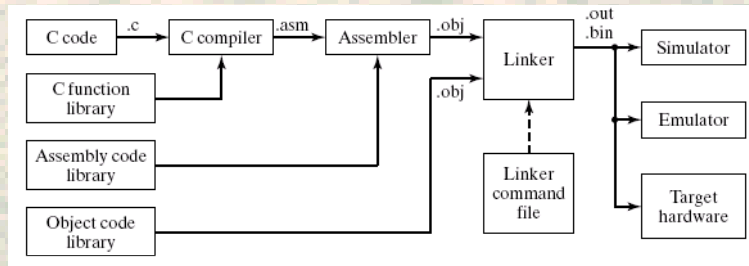 C code
.c
C compiler
.asm
Assembler
.obj
Linker
.out
.bin
Simulator
C function
library
.obj
Emulator
Assembly code
library
Linker
command
file
Target
hardware
Object code
library